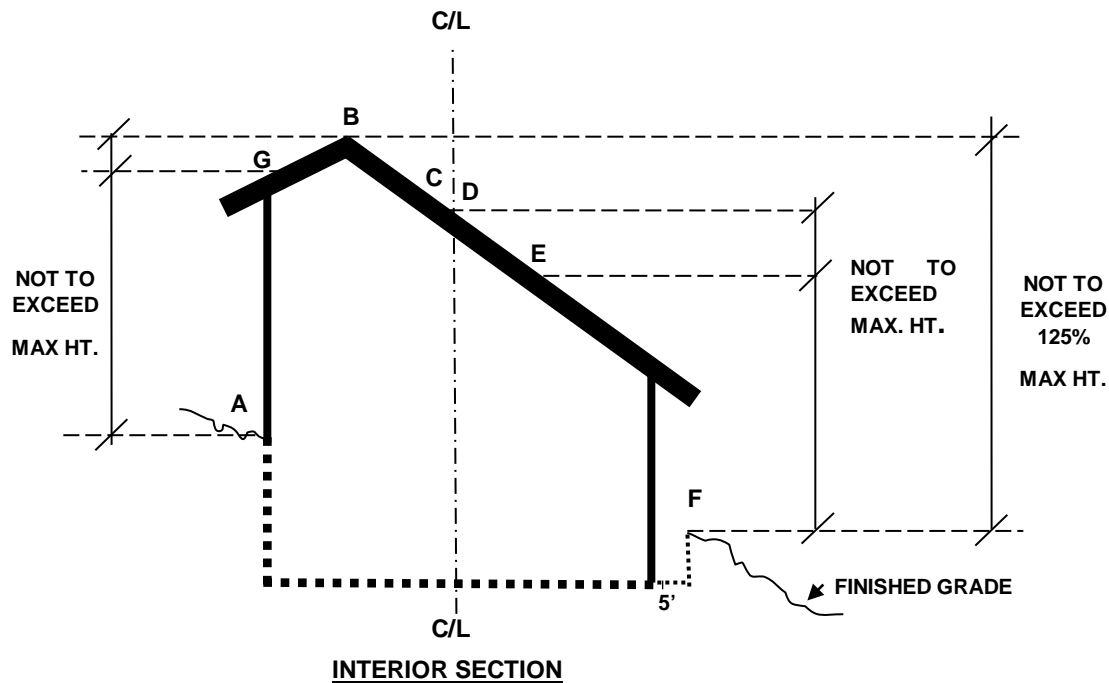 C/L
B
G
C
D
E
NOT TO
EXCEED
MAX HT.
NOT TO
EXCEED
MAX. HT.
NOT TO
EXCEED
125%
MAX HT.
A
F
5’
FINISHED GRADE
C/L
INTERIOR SECTION